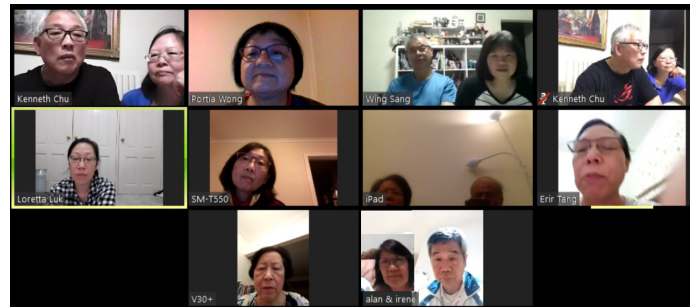 Kenneth Chu
Portia Wong
Wing Sang
Kenneth Chu
Loretta Luk
SM-T550
iPad
Erir Tang
V30+
alan & irene